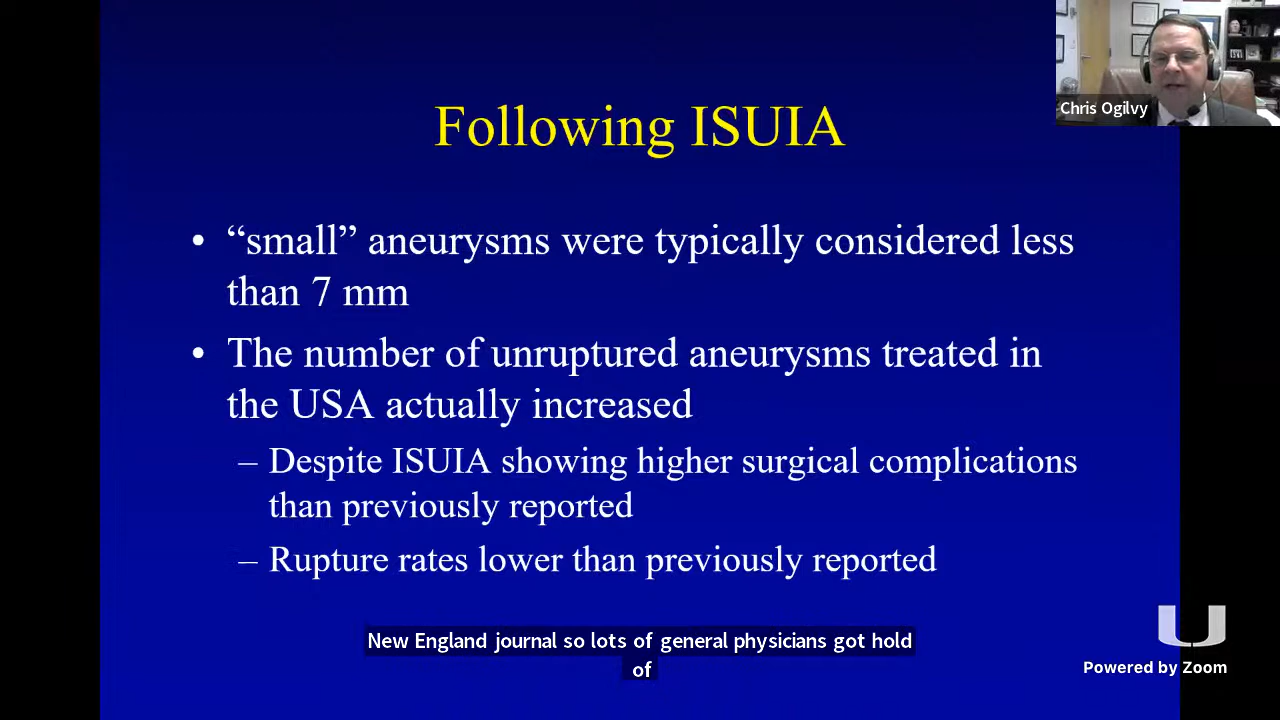 Chris Ogilvy
Following ISUIA
• “small” aneurysms were typically considered less
than 7 mm
• The number of unruptured aneurysms treated in
the USA actually increased
– Despite ISUIA showing higher surgical complications
than previously reported
– Rupture rates lower than previously reported
New England journal so lots of general physicians got hold
of
U
Powered by Zoom